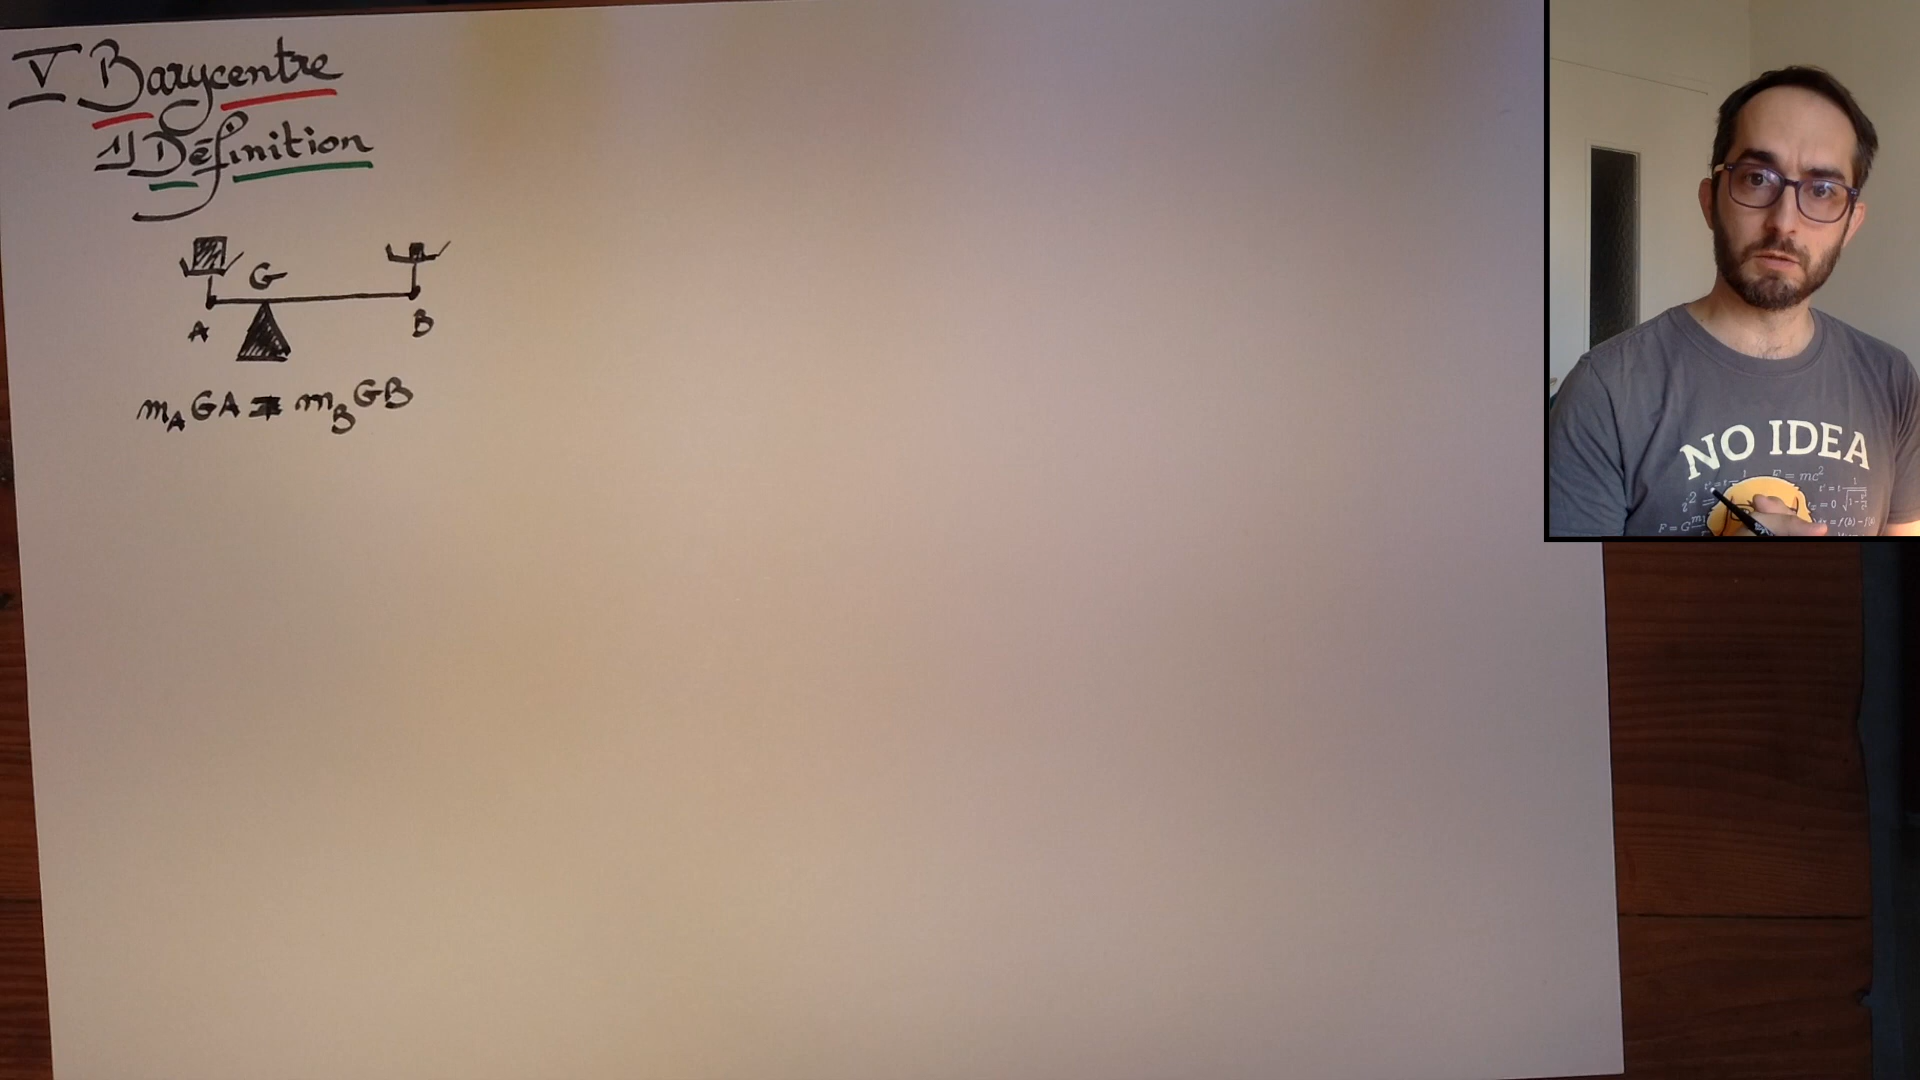 V Barycentre
1) Définition
G
A B
m_A GA = m_B GB
NO IDEA
E = mc²